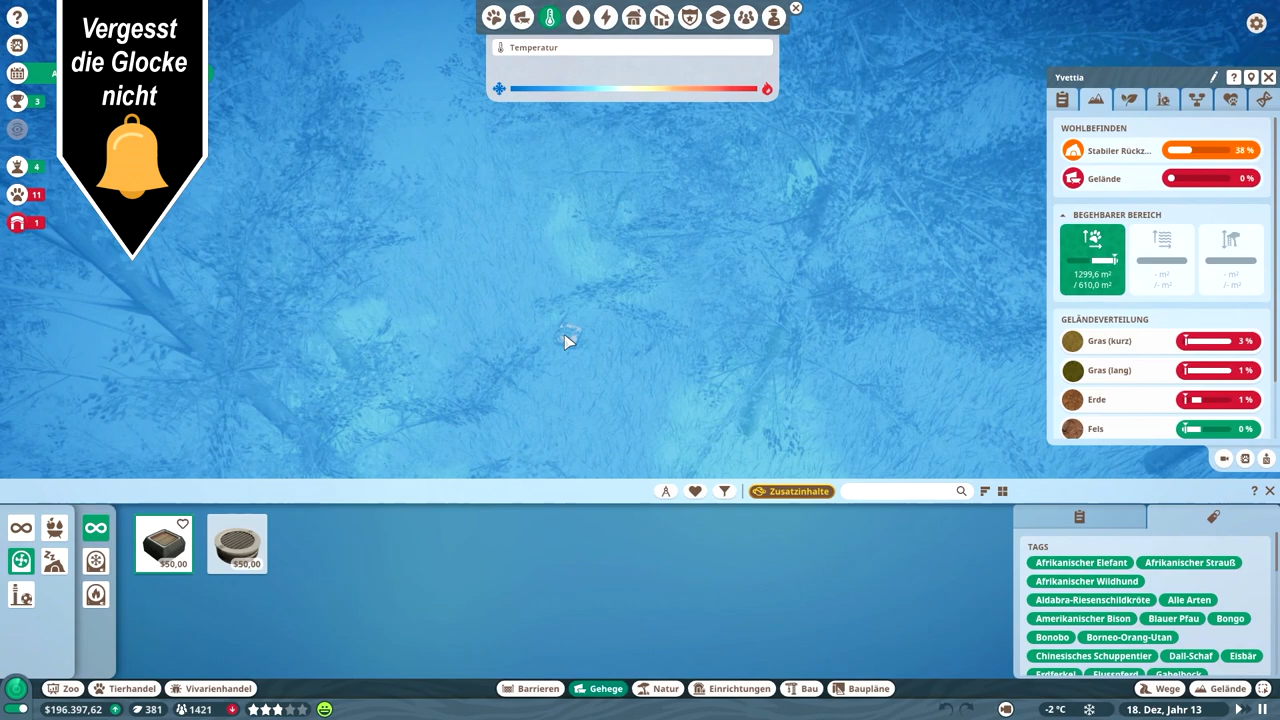 Vergesst
die Glocke
nicht
3
4
11
1
Temperatur
Yvettia
WOHLBEFINDEN
Stabiler Rückz...
38 %
Gelände
0 %
BEGEHBARER BEREICH
1299,6 m²
/ 610,0 m²
- m²
/- m²
- m²
/- m²
GELÄNDEVERTEILUNG
Gras (kurz)
3 %
Gras (lang)
1 %
Erde
1 %
Fels
0 %
Zusatzinhalte
$50,00
$50,00
TAGS
Afrikanischer Elefant
Afrikanischer Strauß
Afrikanischer Wildhund
Aldabra-Riesenschildkröte
Alle Arten
Amerikanischer Bison
Blauer Pfau
Bongo
Bonobo
Borneo-Orang-Utan
Chinesisches Schuppentier
Dall-Schaf
Eisbär
Erdferkel
Flusspferd
Gabelbock
Zoo
Tierhandel
Vivarienhandel
Barrieren
Gehege
Natur
Einrichtungen
Bau
Baupläne
Wege
Gelände
$196.397,62
381
1421
-2 °C
18. Dez, Jahr 13